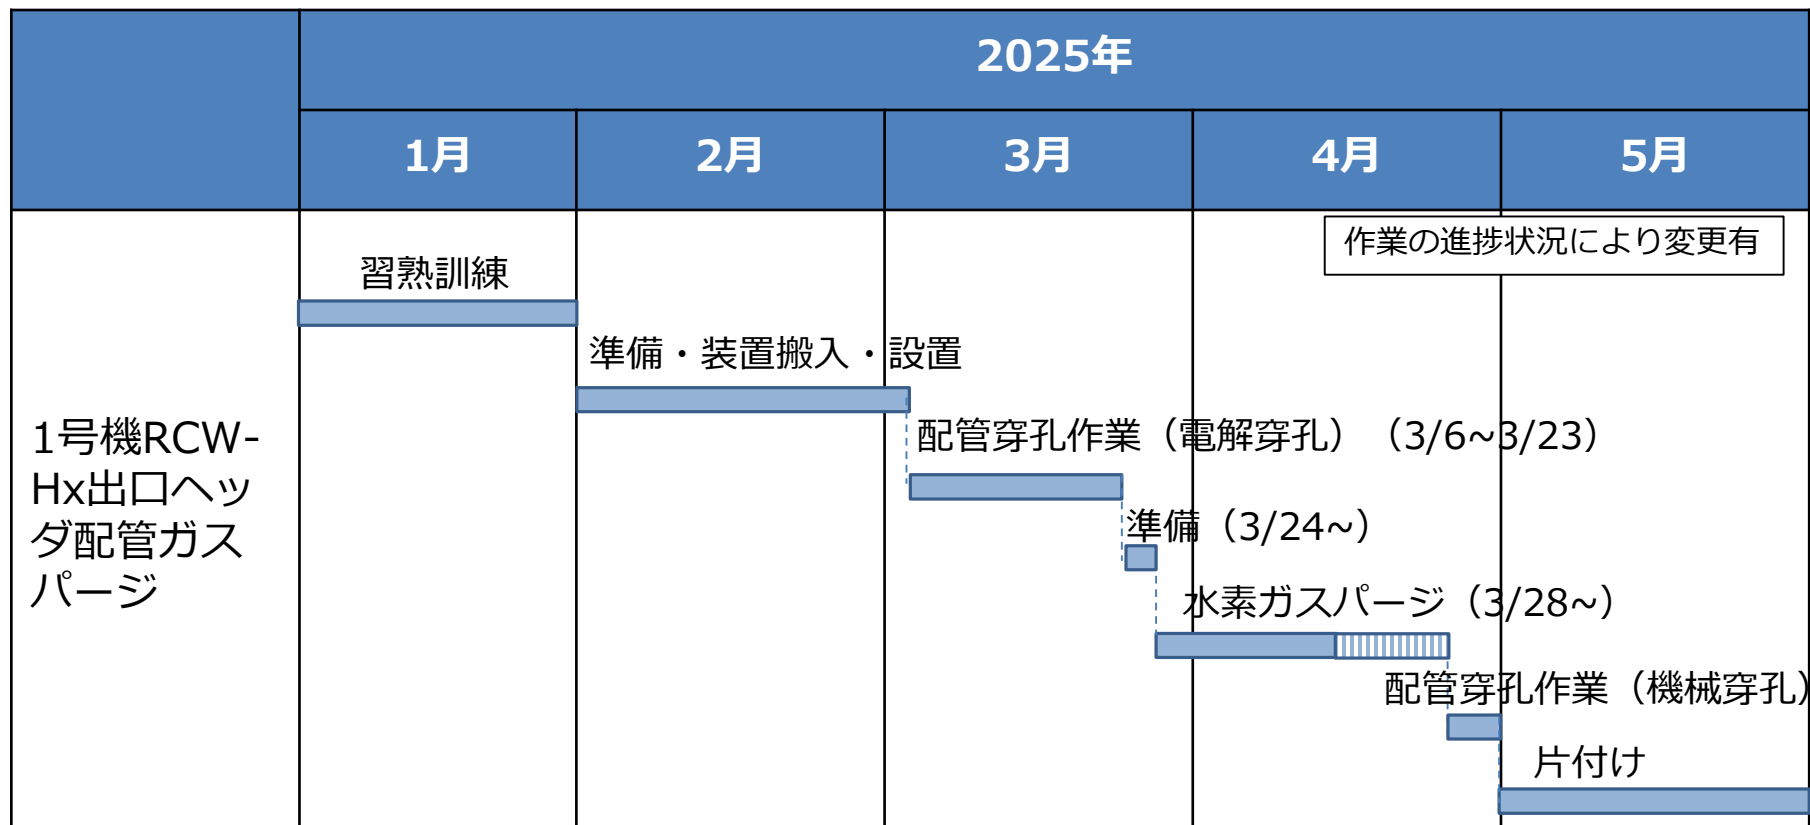 2025年
1月
2月
3月
4月
5月
作業の進捗状況により変更有
習熟訓練
準備・装置搬入・設置
1号機RCW-
Hx出口ヘッ
ダ配管ガス
パージ
配管穿孔作業（電解穿孔）（3/6~3/23）
準備（3/24~）
水素ガスパージ（3/28~）
配管穿孔作業（機械穿孔）
片付け